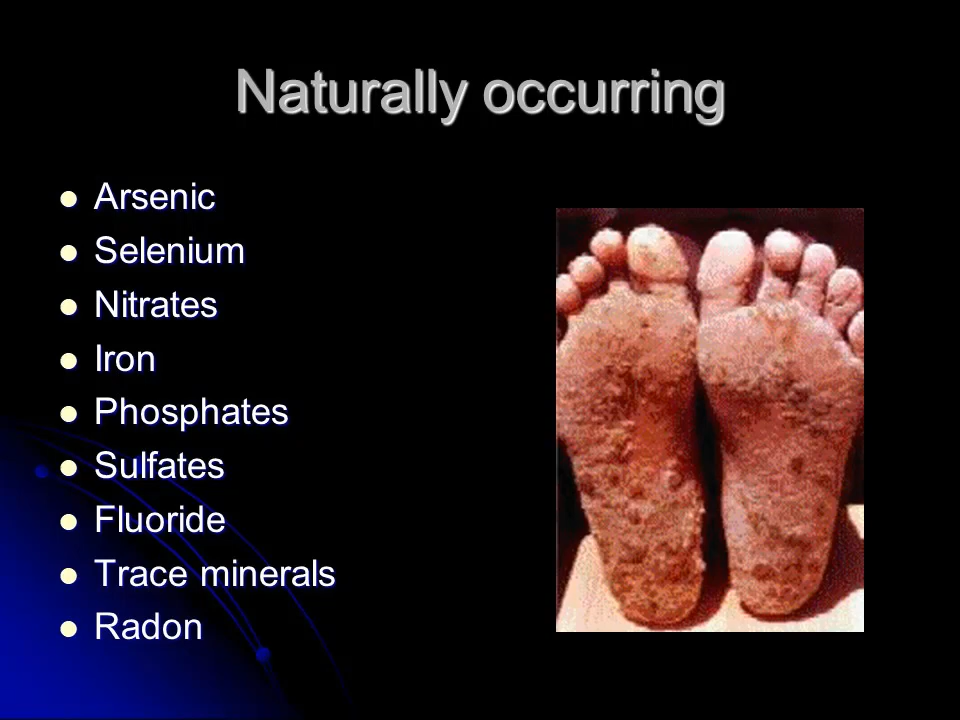 Naturally occurring
Arsenic
Selenium
Nitrates
Iron
Phosphates
Sulfates
Fluoride
Trace minerals
Radon